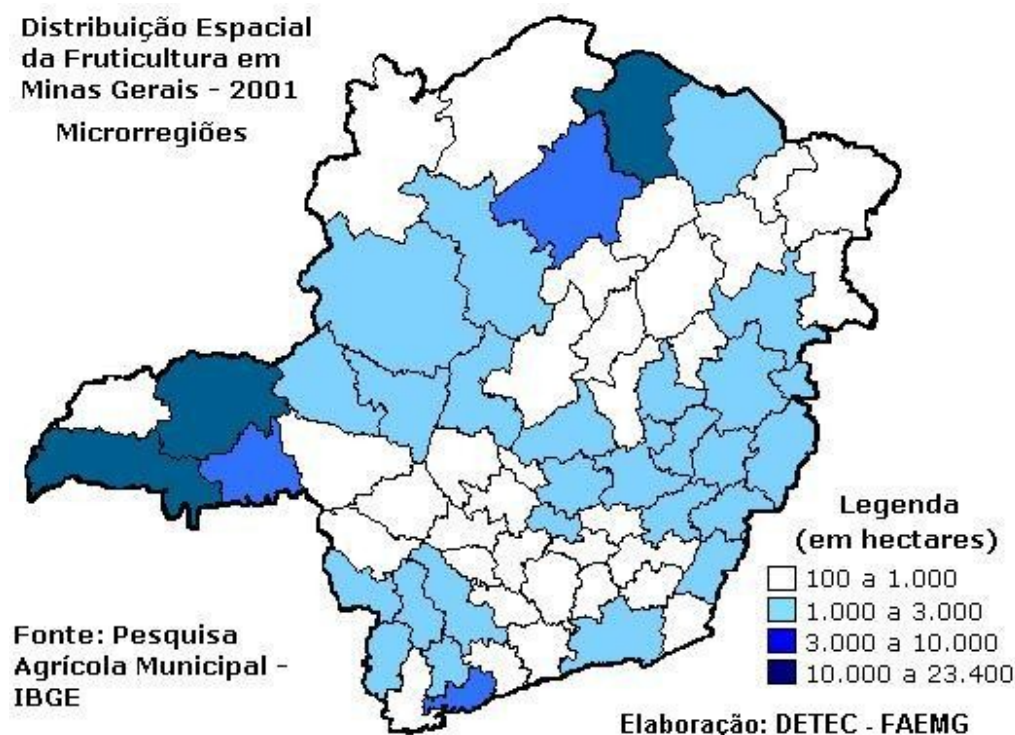 Distribuição Espacial
da Fruticultura em
Minas Gerais - 2001
Microrregiões
Legenda
(em hectares)
100 a 1.000
1.000 a 3.000
3.000 a 10.000
10.000 a 23.400
Fonte: Pesquisa
Agrícola Municipal -
IBGE
Elaboração: DETEC - FAEMG